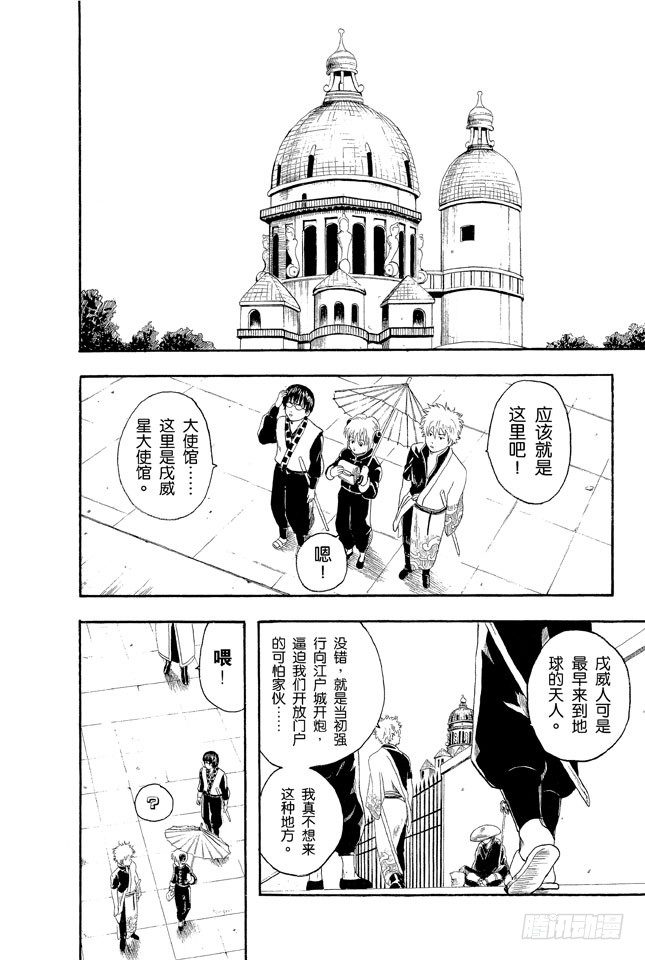 应该就是
这里吧！
嗯！
大使馆……
这里是戌威
星大使馆。
戌威人可是
最早来到地
球的天人。
没错，就是当初强
行向江户城开炮，
逼迫我们开放门户
的可怕家伙……
我真不想来
这种地方。
喂！
？
腾讯动漫